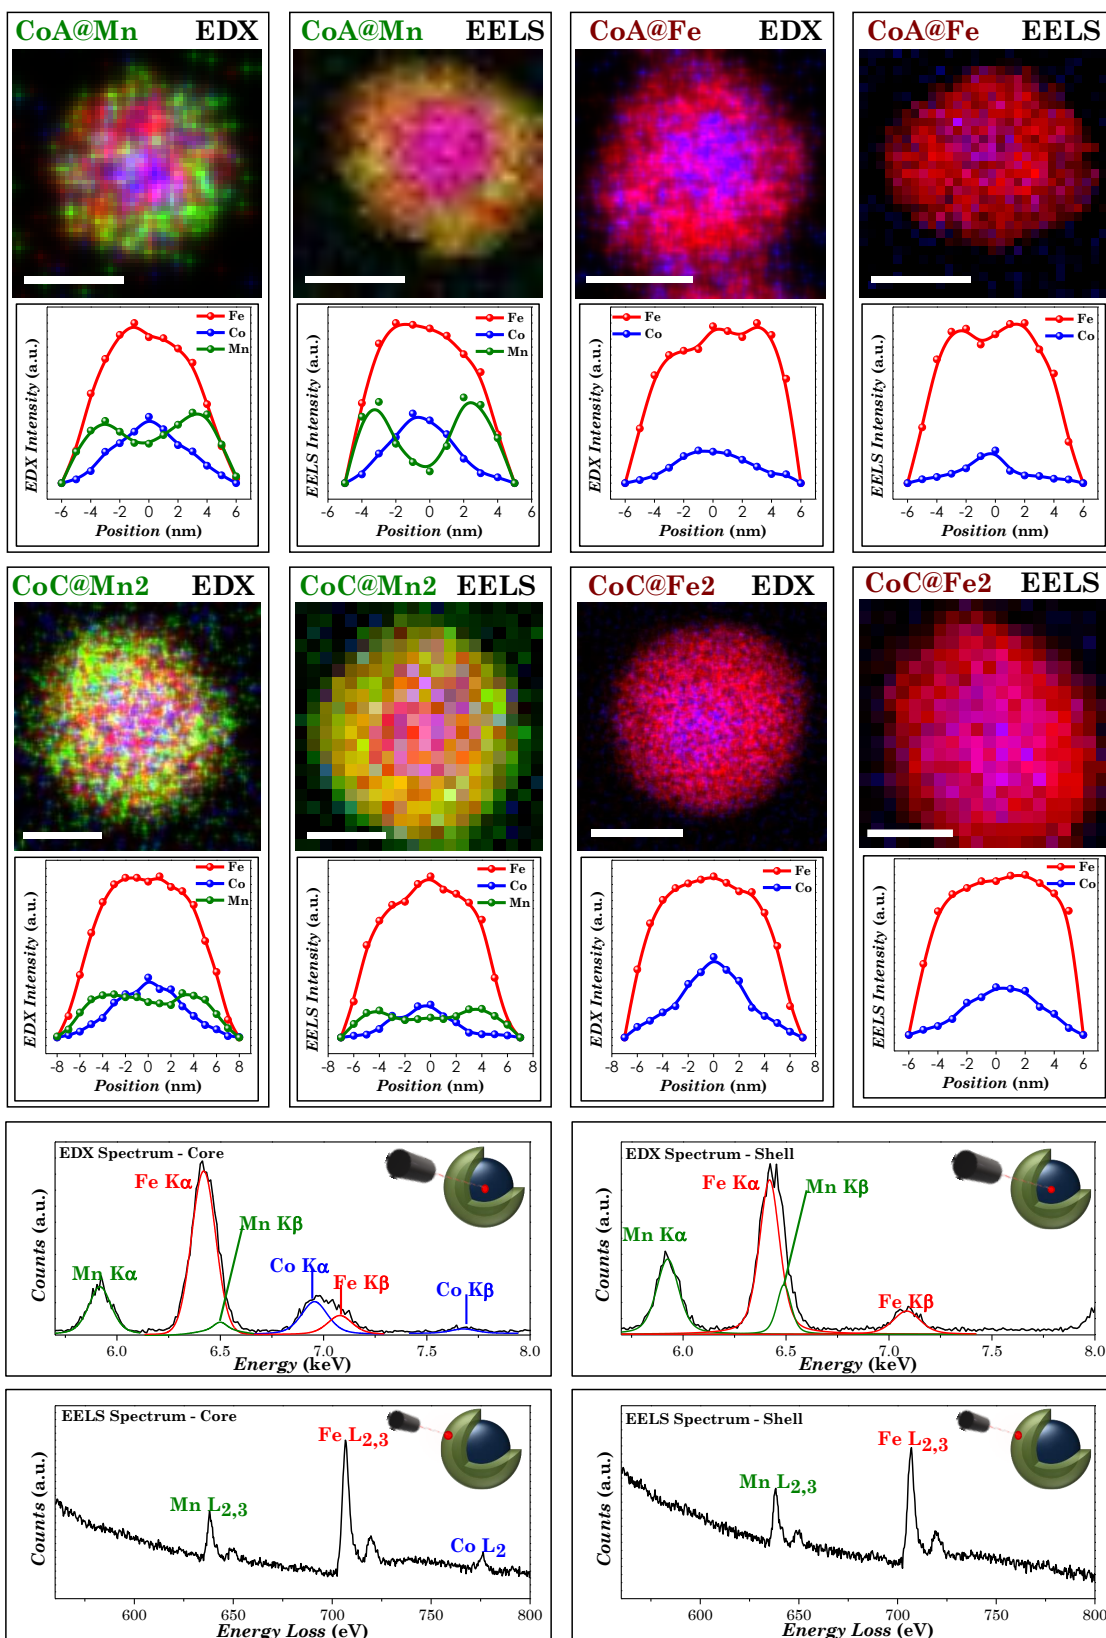 CoA@Mn EDX
CoA@Mn EELS
CoA@Fe EDX
CoA@Fe EELS
EDX Intensity (a.u.)
Fe
Co
Mn
-6 -4 -2 0 2 4 6
Position (nm)
EELS Intensity (a.u.)
Fe
Co
Mn
-6 -4 -2 0 2 4 6
Position (nm)
EDX Intensity (a.u.)
Fe
Co
-6 -4 -2 0 2 4 6
Position (nm)
EELS Intensity (a.u.)
Fe
Co
-6 -4 -2 0 2 4 6
Position (nm)
CoC@Mn2 EDX
CoC@Mn2 EELS
CoC@Fe2 EDX
CoC@Fe2 EELS
EDX Intensity (a.u.)
Fe
Co
Mn
-8 -6 -4 -2 0 2 4 6 8
Position (nm)
EELS Intensity (a.u.)
Fe
Co
Mn
-8 -6 -4 -2 0 2 4 6 8
Position (nm)
EDX Intensity (a.u.)
Fe
Co
-8 -6 -4 -2 0 2 4 6 8
Position (nm)
EELS Intensity (a.u.)
Fe
Co
-6 -4 -2 0 2 4 6
Position (nm)
EDX Spectrum - Core
Counts (a.u.)
Mn Kα
Fe Kα
Mn Kβ
Co Kα
Fe Kβ
Co Kβ
6.0 6.5 7.0 7.5 8.0
Energy (keV)
EDX Spectrum - Shell
Counts (a.u.)
Mn Kα
Fe Kα
Mn Kβ
Fe Kβ
6.0 6.5 7.0 7.5 8.0
Energy (keV)
EELS Spectrum - Core
Counts (a.u.)
Mn L2,3
Fe L2,3
Co L2
600 650 700 750 800
Energy Loss (eV)
EELS Spectrum - Shell
Counts (a.u.)
Mn L2,3
Fe L2,3
600 650 700 750 800
Energy Loss (eV)